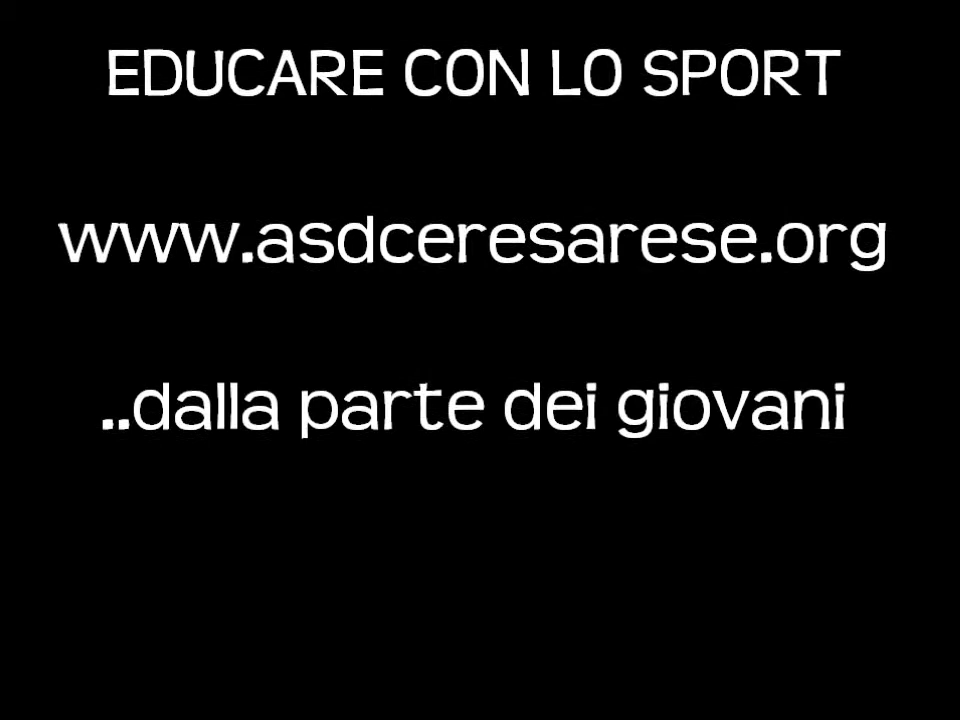 EDUCARE CON LO SPORT
www.asdceresarese.org
..dalla parte dei giovani